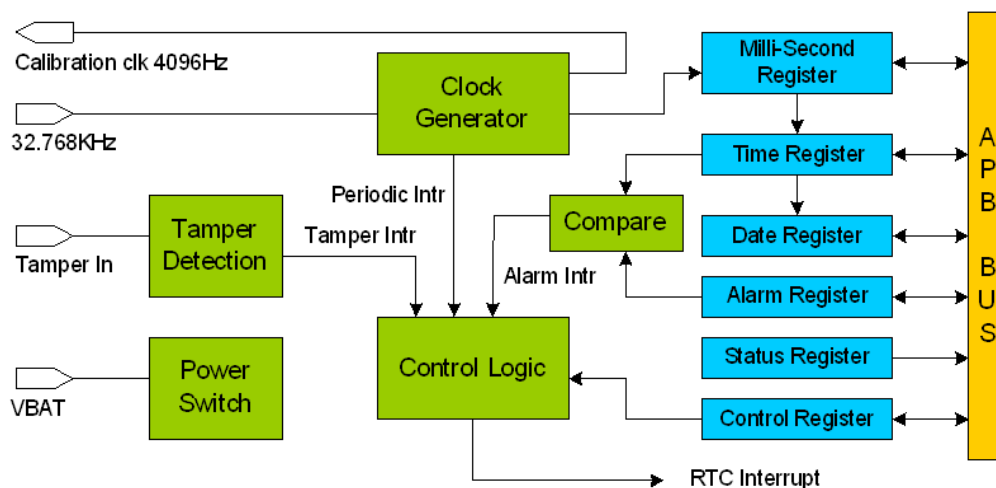 Calibration clk 4096Hz
32.768KHz
Clock
Generator
Milli-Second
Register
Time Register
Date Register
Alarm Register
Status Register
Control Register
A
P
B
B
U
S
Periodic Intr
Tamper Intr
Alarm Intr
Compare
Tamper In
Tamper
Detection
VBAT
Power
Switch
Control Logic
RTC Interrupt